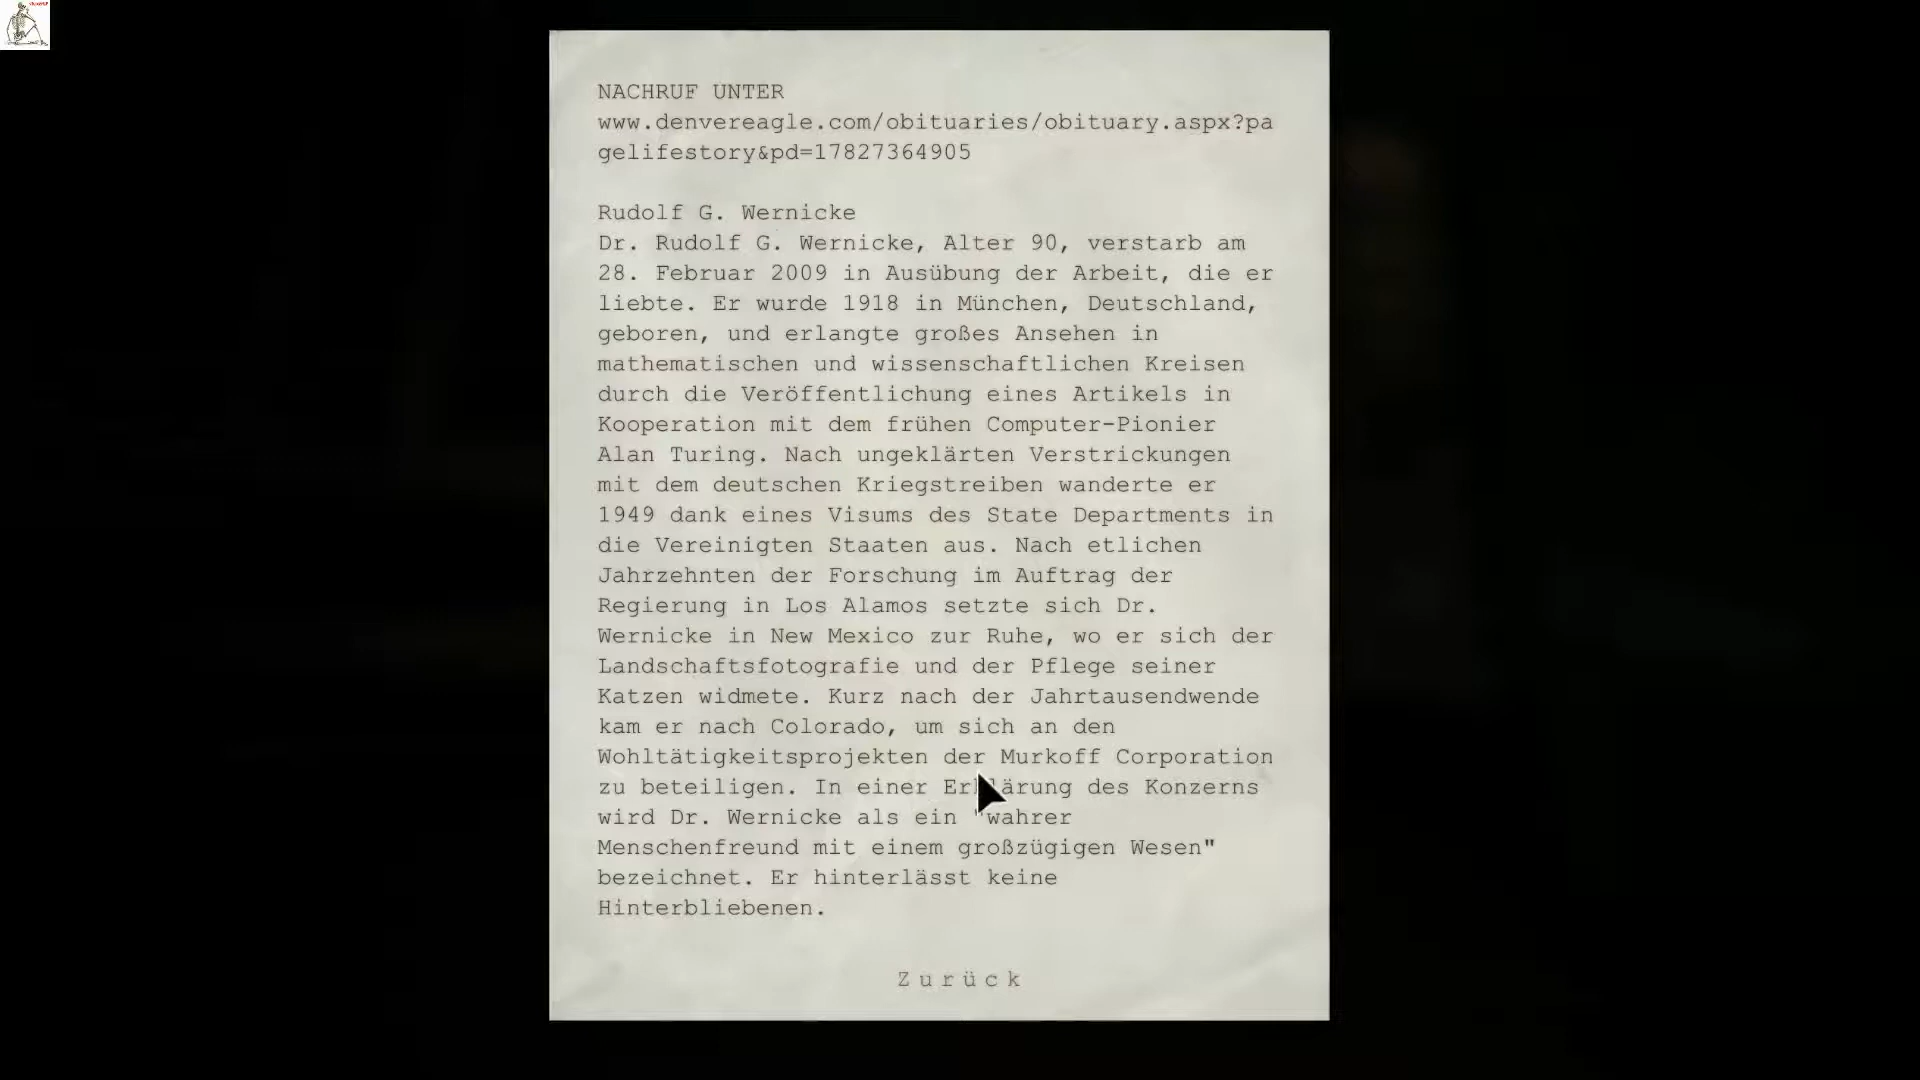 NACHRUF UNTER
www.denvereagle.com/obituaries/obituary.aspx?pa
gelifestory&pd=17827364905
Rudolf G. Wernicke
Dr. Rudolf G. Wernicke, Alter 90, verstarb am
28. Februar 2009 in Ausübung der Arbeit, die er
liebte. Er wurde 1918 in München, Deutschland,
geboren, und erlangte großes Ansehen in
mathematischen und wissenschaftlichen Kreisen
durch die Veröffentlichung eines Artikels in
Kooperation mit dem frühen Computer-Pionier
Alan Turing. Nach ungeklärten Verstrickungen
mit dem deutschen Kriegstreiben wanderte er
1949 dank eines Visums des State Departments in
die Vereinigten Staaten aus. Nach etlichen
Jahrzehnten der Forschung im Auftrag der
Regierung in Los Alamos setzte sich Dr.
Wernicke in New Mexico zur Ruhe, wo er sich der
Landschaftsfotografie und der Pflege seiner
Katzen widmete. Kurz nach der Jahrtausendwende
kam er nach Colorado, um sich an den
Wohltätigkeitsprojekten der Murkoff Corporation
zu beteiligen. In einer Erklärung des Konzerns
wird Dr. Wernicke als ein "wahrer
Menschenfreund mit einem großzügigen Wesen"
bezeichnet. Er hinterlässt keine
Hinterbliebenen.
Zurück